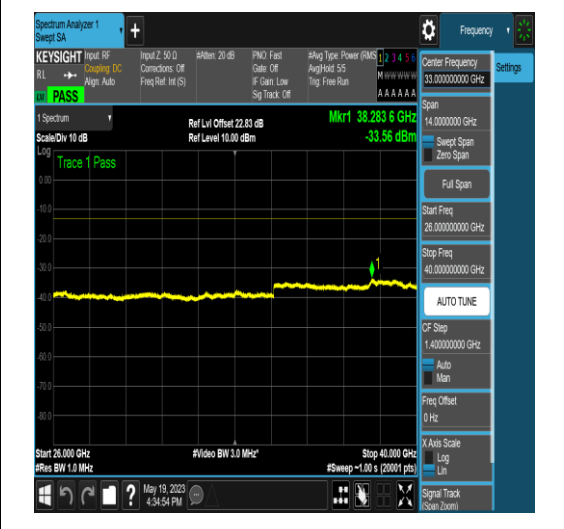 Spectrum Analyzer 1
Swept SA
+
Frequency
KEYSIGHT
RL
PASS
Input: RF
Coupling: DC
Align: Auto
Input Z: 50 Ω
Corrections: Off
Freq Ref: Int (S)
#Atten: 20 dB
PNO: Fast
Gate: Off
IF Gain: Low
Sig Track: Off
#Avg Type: Power (RMS
Avg|Hold: 5/5
Trig: Free Run
1 2 3 4 5 6
M W W W W W
A A A A A A
Settings
1 Spectrum
Scale/Div 10 dB
Ref Lvl Offset 22.83 dB
Ref Level 10.00 dBm
Mkr1 38.283 6 GHz
-33.56 dBm
Log
Trace 1 Pass
0.00
-10.0
-20.0
-30.0
-40.0
-50.0
-60.0
-70.0
-80.0
1
Start 26.000 GHz
#Res BW 1.0 MHz
#Video BW 3.0 MHz*
Stop 40.000 GHz
#Sweep ~1.00 s (20001 pts)
May 19, 2023
4:34:54 PM
?
Center Frequency
33.000000000 GHz
Span
14.0000000 GHz
Swept Span
Zero Span
Full Span
Start Freq
26.000000000 GHz
Stop Freq
40.000000000 GHz
AUTO TUNE
CF Step
1.400000000 GHz
Auto
Man
Freq Offset
0 Hz
X Axis Scale
Log
Lin
Signal Track
(Span Zoom)